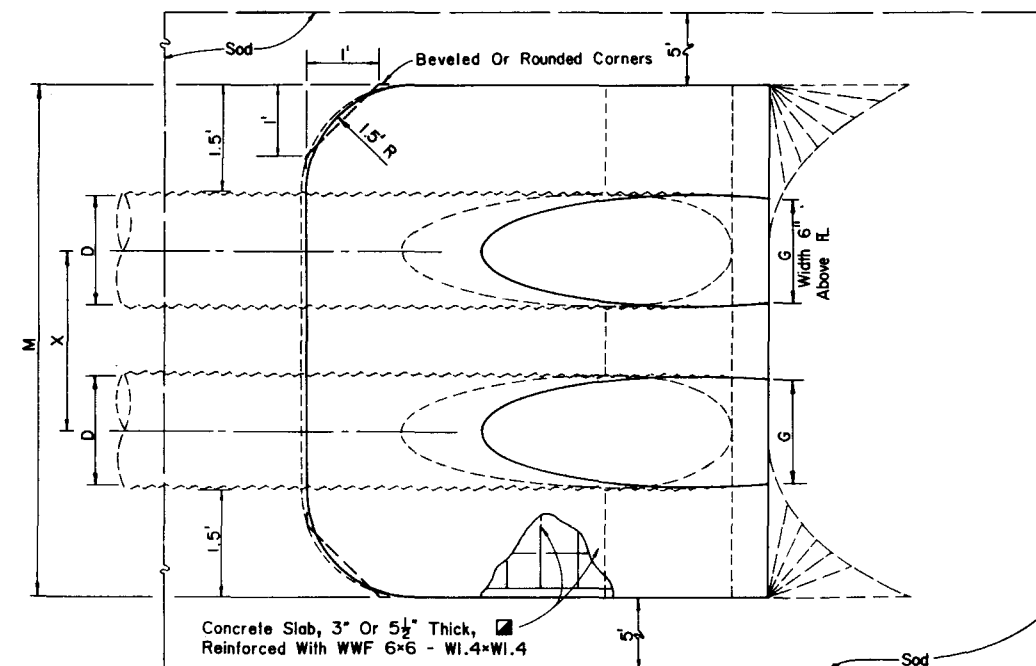 Sod
1'
Beveled Or Rounded Corners
5'
1.5'
1'
1.5' R
D
G
Width 6"
Above FL
M
X
D
G
1.5'
Concrete Slab, 3" Or 5½" Thick,
Reinforced With WWF 6×6 - W1.4×W1.4
5'
Sod